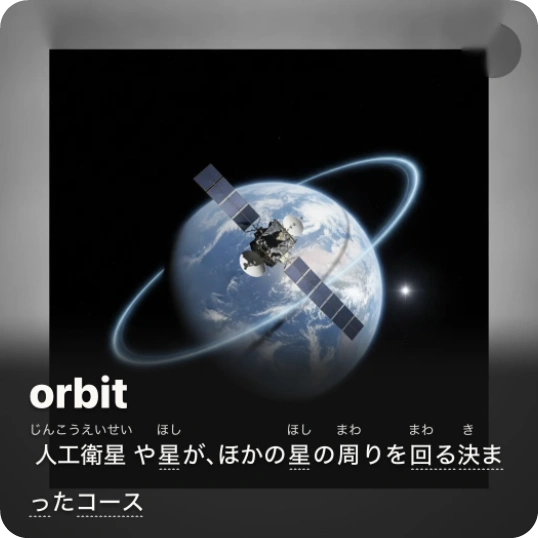 orbit
じんこうえいせい ほし ほし まわ まわ き
人工衛星 や星が、ほかの星の周りを回る決ま
ったコース